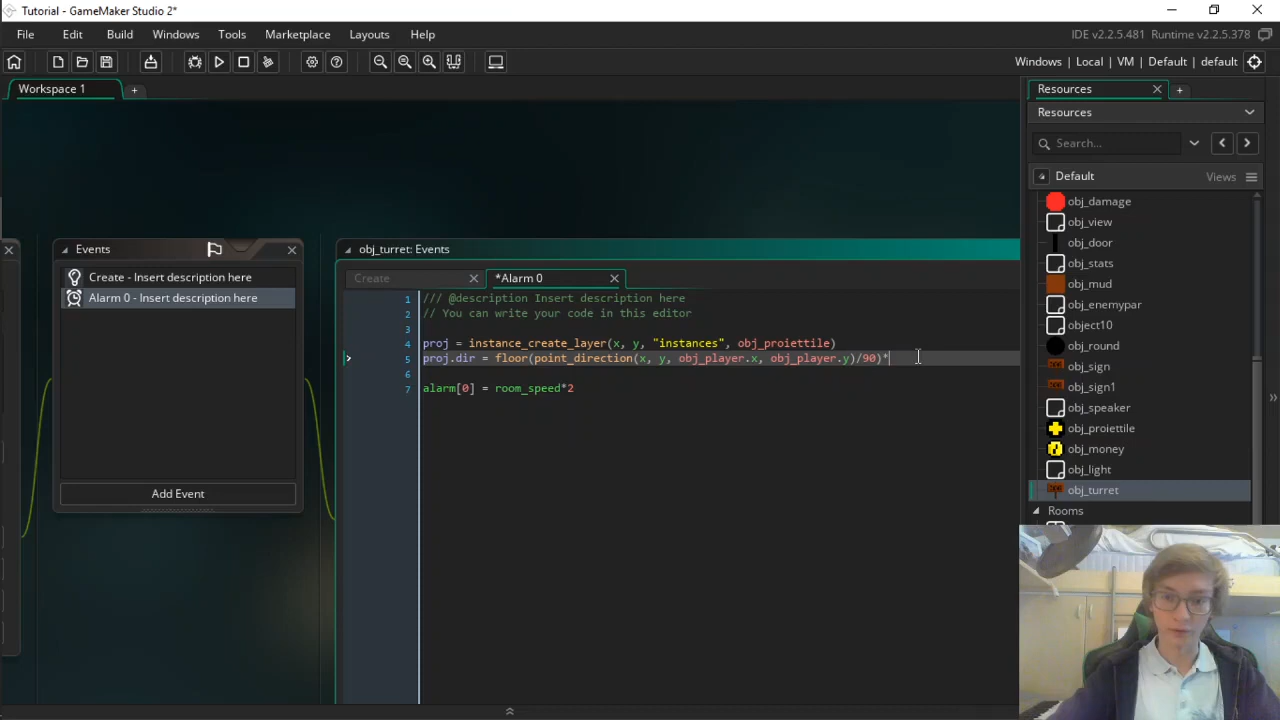 Tutorial - GameMaker Studio 2*
File Edit Build Windows Tools Marketplace Layouts Help
IDE v2.2.5.481 Runtime v2.2.5.378
Windows | Local | VM | Default | default
Workspace 1
Resources
Resources
Search...
Default
Views
obj_damage
obj_view
obj_door
obj_stats
obj_mud
obj_enemypar
object10
obj_round
obj_sign
obj_sign1
obj_speaker
obj_proiettile
obj_money
obj_light
obj_turret
Rooms
Events
Create - Insert description here
Alarm 0 - Insert description here
Add Event
obj_turret: Events
Create
*Alarm 0
1 /// @description Insert description here
2 // You can write your code in this editor
3
4 proj = instance_create_layer(x, y, "instances", obj_proiettile)
5 proj.dir = floor(point_direction(x, y, obj_player.x, obj_player.y)/90)*
6
7 alarm[0] = room_speed*2